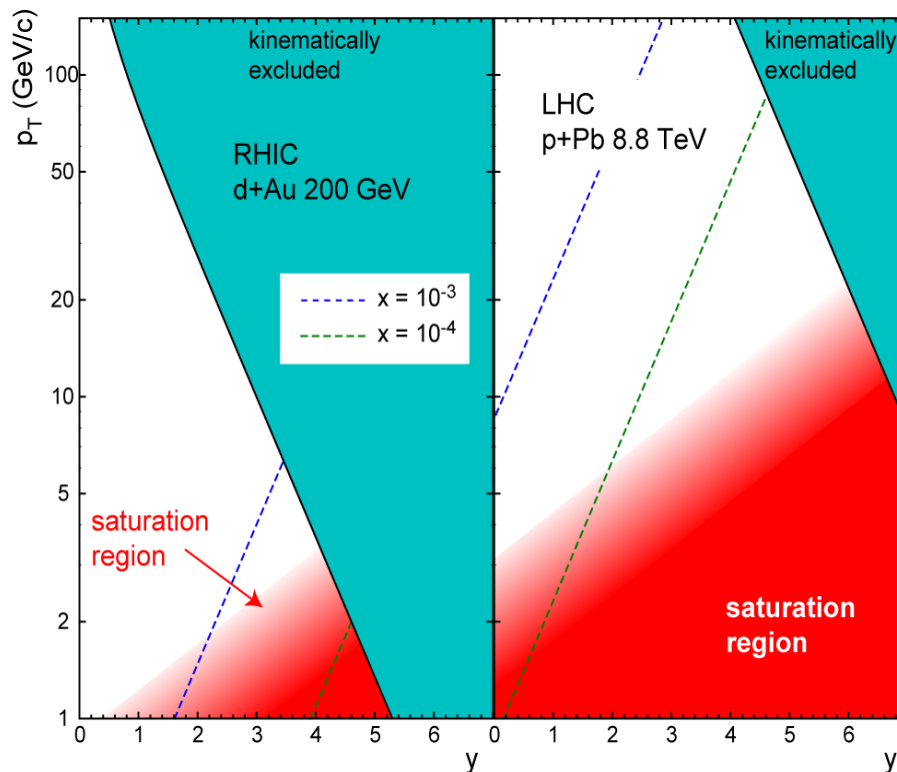 p_T (GeV/c)
100
50
20
10
5
2
1
kinematically
excluded
RHIC
d+Au 200 GeV
x = 10⁻³
x = 10⁻⁴
saturation
region
0 1 2 3 4 5 6
y
kinematically
excluded
LHC
p+Pb 8.8 TeV
saturation
region
0 1 2 3 4 5 6
y